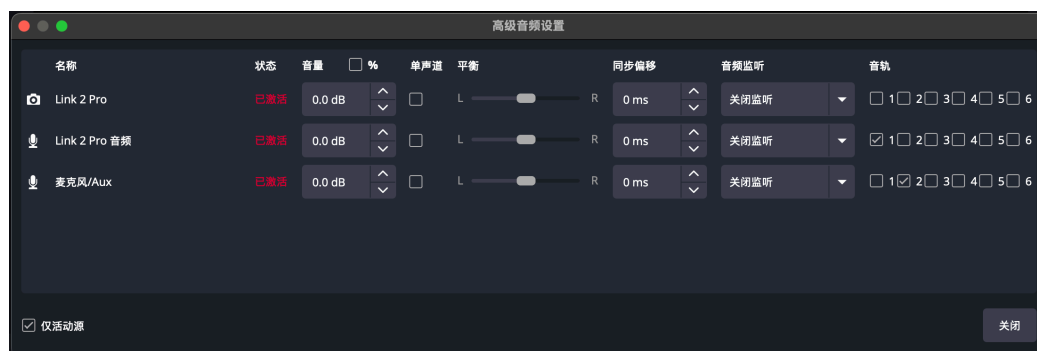 高级音频设置
名称 状态 音量 % 单声道 平衡 同步偏移 音频监听 音轨
Link 2 Pro 已激活 0.0 dB L R 0 ms 关闭监听 1 2 3 4 5 6
Link 2 Pro 音频 已激活 0.0 dB L R 0 ms 关闭监听 1 2 3 4 5 6
麦克风/Aux 已激活 0.0 dB L R 0 ms 关闭监听 1 2 3 4 5 6
仅活动源 关闭